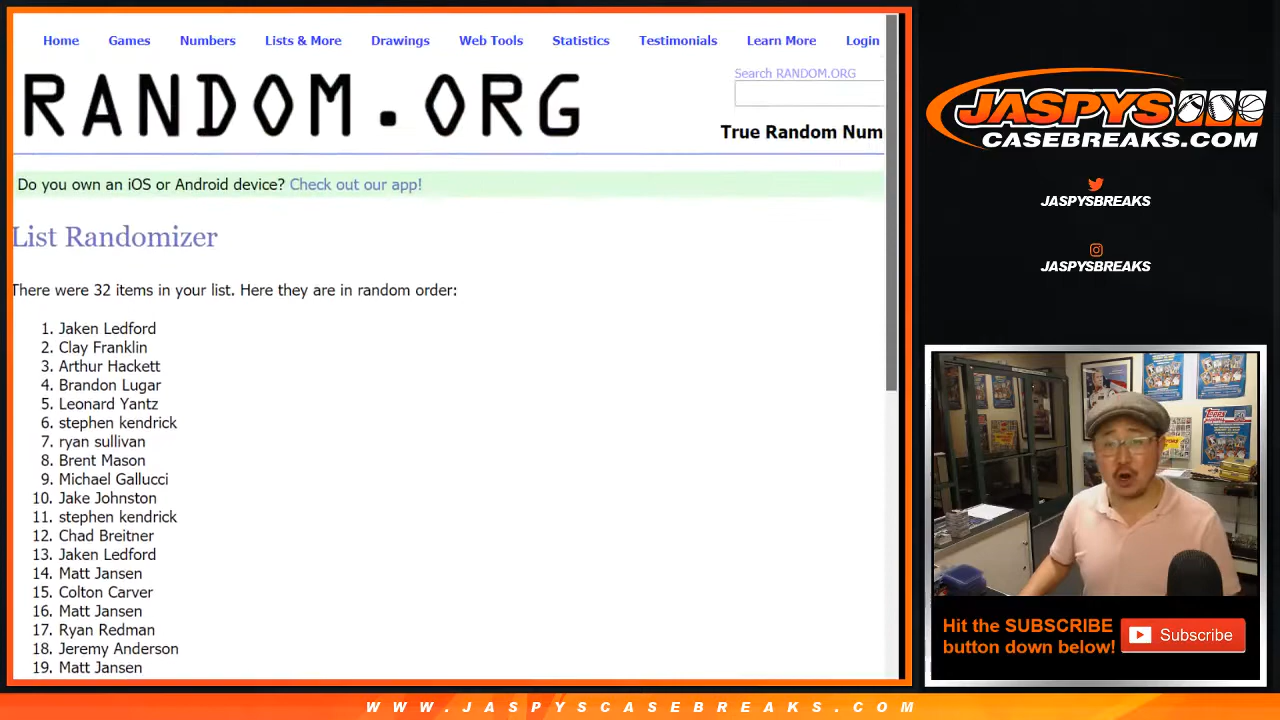 Home Games Numbers Lists & More Drawings Web Tools Statistics Testimonials Learn More Login
RANDOM.ORG
Search RANDOM.ORG
True Random Num
Do you own an iOS or Android device? Check out our app!
List Randomizer
There were 32 items in your list. Here they are in random order:
1. Jaken Ledford
2. Clay Franklin
3. Arthur Hackett
4. Brandon Lugar
5. Leonard Yantz
6. stephen kendrick
7. ryan sullivan
8. Brent Mason
9. Michael Gallucci
10. Jake Johnston
11. stephen kendrick
12. Chad Breitner
13. Jaken Ledford
14. Matt Jansen
15. Colton Carver
16. Matt Jansen
17. Ryan Redman
18. Jeremy Anderson
19. Matt Jansen
JASPYS
CASEBREAKS.COM
JASPYSBREAKS
JASPYSBREAKS
TOPPS
Hit the SUBSCRIBE
button down below!
Subscribe
WWW.JASPYSCASEBREAKS.COM